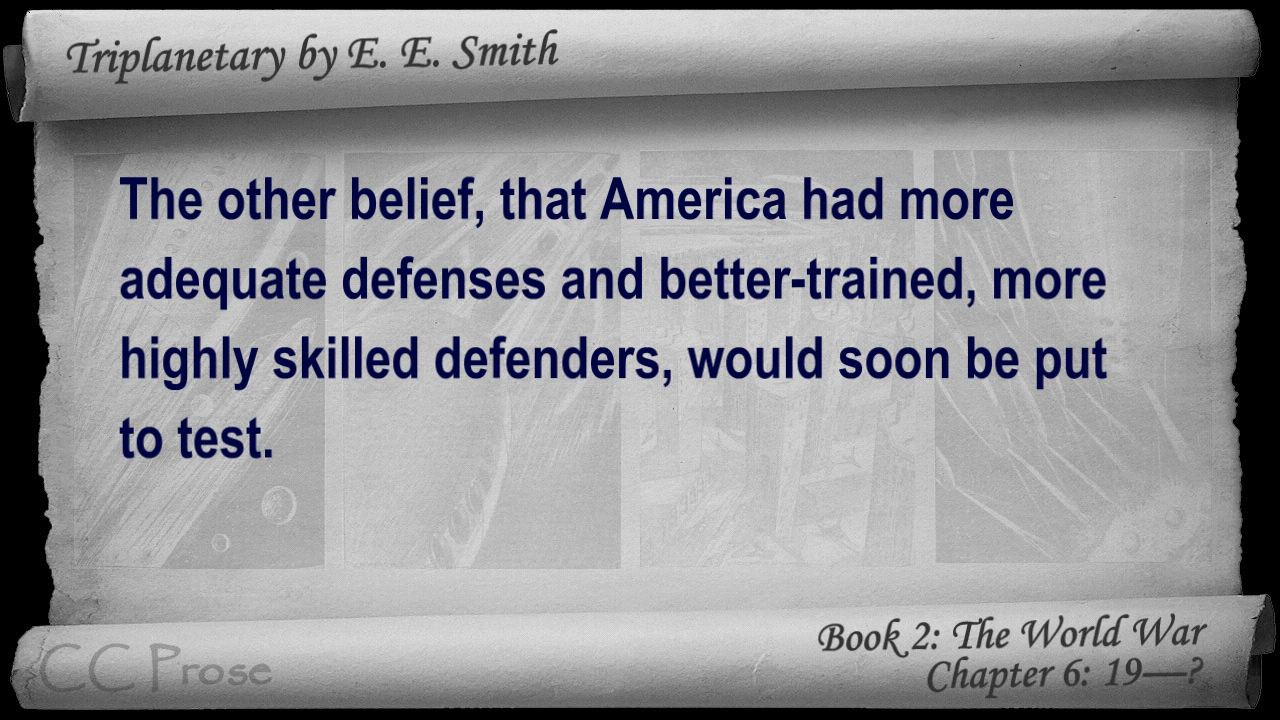 Triplanetary by E. E. Smith
The other belief, that America had more
adequate defenses and better-trained, more
highly skilled defenders, would soon be put
to test.
CC Prose
Book 2: The World War
Chapter 6: 19—?